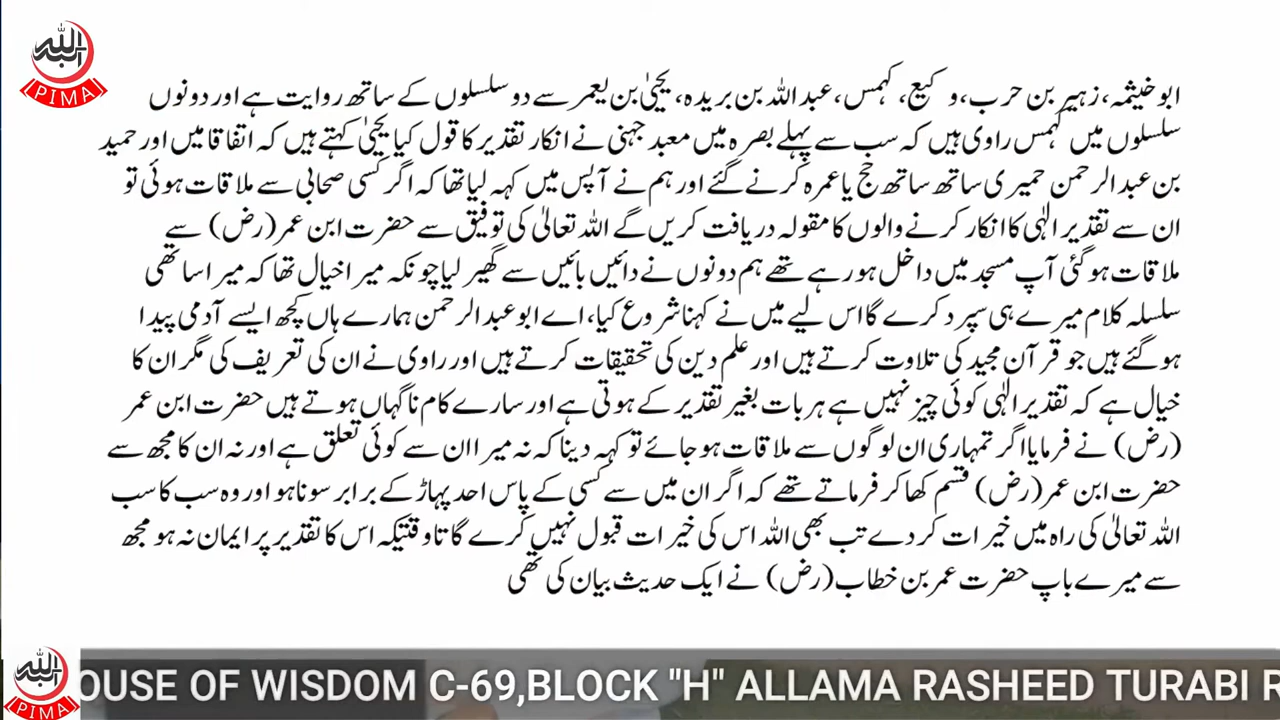 ابوخیثمہ، زہیر بن حرب، وکیع، کہمس، عبداللہ بن بریدہ، یحییٰ بن یعمر سے دو سلسلوں کے ساتھ روایت ہے اور دونوں
سلسلوں میں کہمس راوی ہیں کہ سب سے پہلے بصرہ میں معبد جہنی نے انکار تقدیر کا قول کیا یحییٰ کہتے ہیں کہ اتفاقا میں اور حمید
بن عبدالرحمن حمیری ساتھ ساتھ حج یا عمرہ کرنے گئے اور ہم نے آپس میں کہہ لیا تھا کہ اگر کسی صحابی سے ملاقات ہوئی تو
ان سے تقدیر الٰہی کا انکار کرنے والوں کا مقولہ دریافت کریں گے اللہ تعالیٰ کی توفیق سے حضرت ابن عمر (رض) سے
ملاقات ہوگئی آپ مسجد میں داخل ہو رہے تھے ہم دونوں نے دائیں بائیں سے گھیر لیا چونکہ میرا خیال تھا کہ میرا ساتھی
سلسلہ کلام میرے ہی سپرد کرے گا اس لیے میں نے کہنا شروع کیا، اے ابوعبدالرحمن ہمارے ہاں کچھ ایسے آدمی پیدا
ہوگئے ہیں جو قرآن مجید کی تلاوت کرتے ہیں اور علم دین کی تحقیقات کرتے ہیں اور راوی نے ان کی تعریف کی مگر ان کا
خیال ہے کہ تقدیر الٰہی کوئی چیز نہیں ہے ہر بات بغیر تقدیر کے ہوتی ہے اور سارے کام ناگہاں ہوتے ہیں حضرت ابن عمر
(رض) نے فرمایا اگر تمہاری ان لوگوں سے ملاقات ہوجائے تو کہہ دینا کہ نہ میرا ان سے کوئی تعلق ہے اور نہ ان کا مجھ سے
حضرت ابن عمر (رض) قسم کھا کر فرماتے تھے کہ اگر ان میں سے کسی کے پاس احد پہاڑ کے برابر سونا ہو اور وہ سب کا سب
اللہ تعالیٰ کی راہ میں خیرات کردے تب بھی اللہ اس کی خیرات قبول نہیں کرے گا تاوقتیکہ اس کا تقدیر پر ایمان نہ ہو مجھ
سے میرے باپ حضرت عمر بن خطاب (رض) نے ایک حدیث بیان کی تھی
PIMA
PIMA
OUSE OF WISDOM C-69,BLOCK "H" ALLAMA RASHEED TURABI R